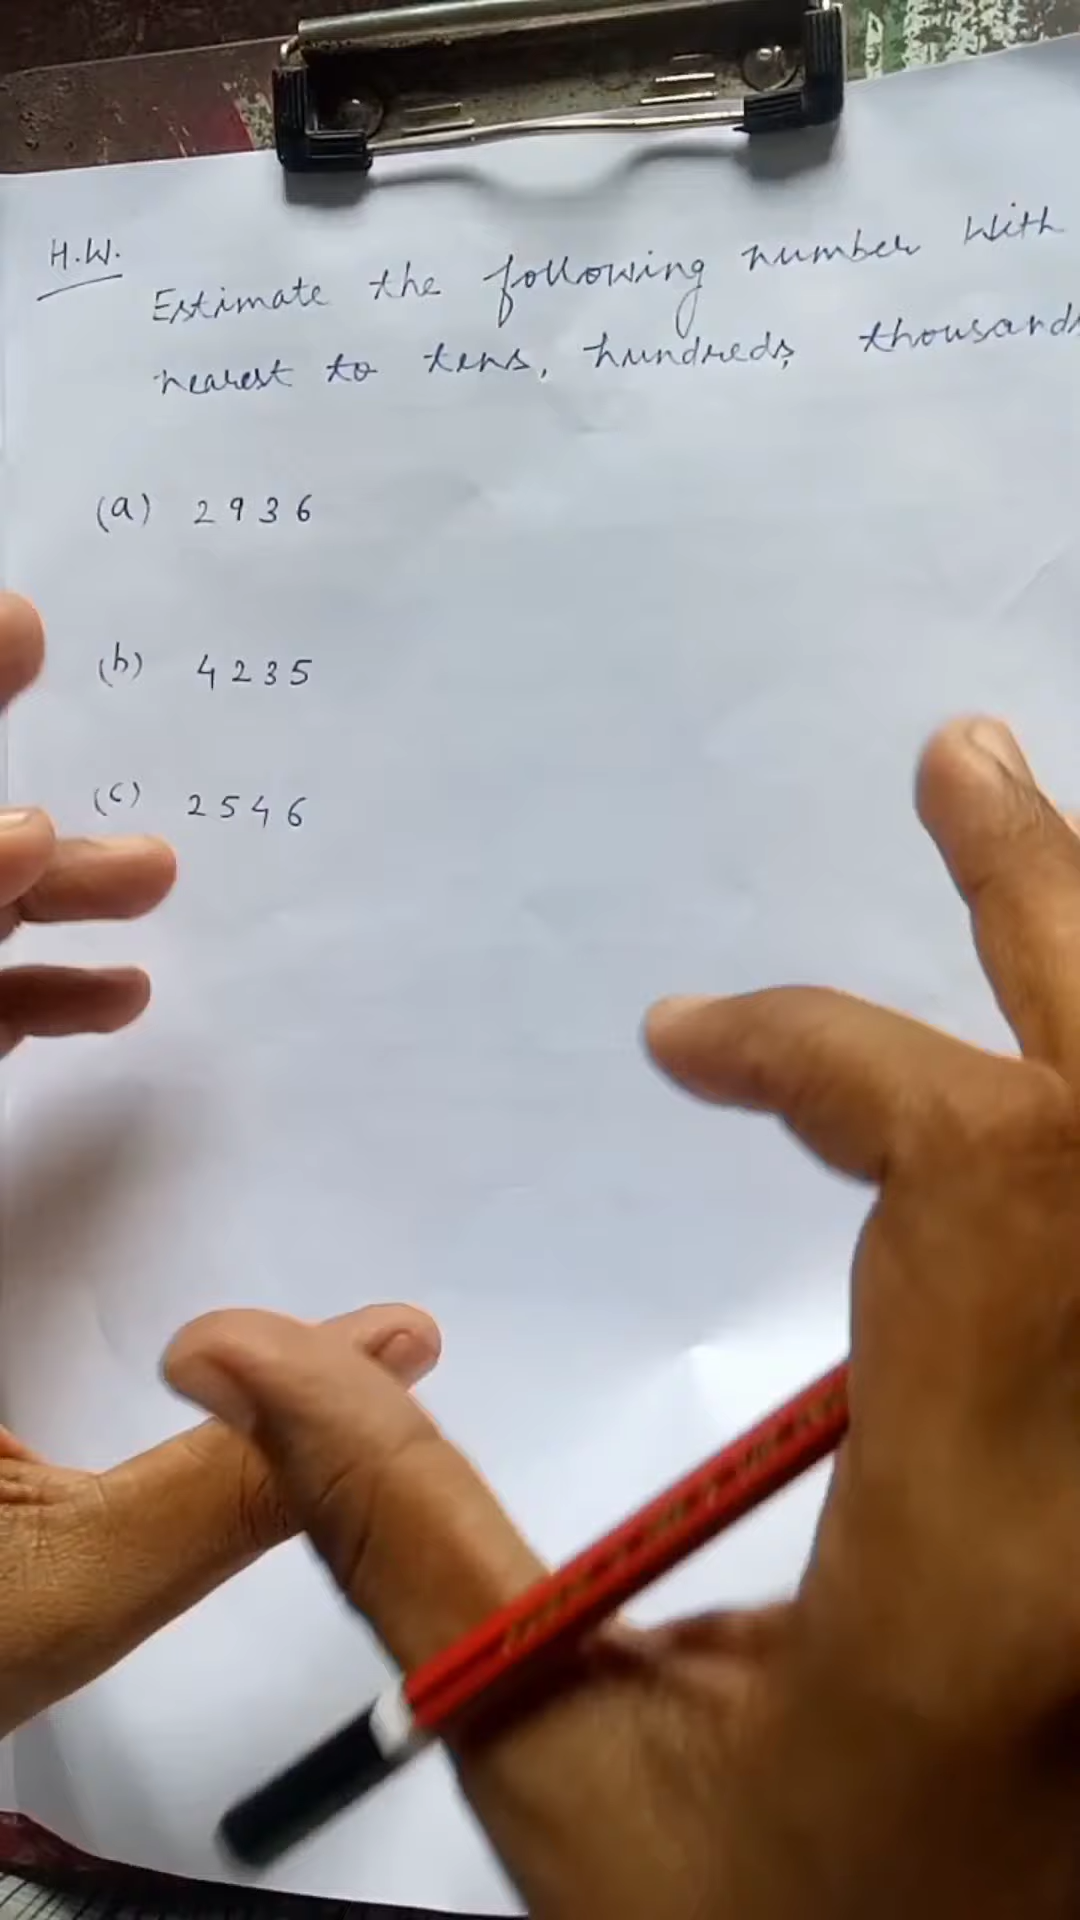 H.W.
Estimate the following number with
nearest to tens, hundreds, thousands
(a) 2936
(b) 4235
(c) 2546